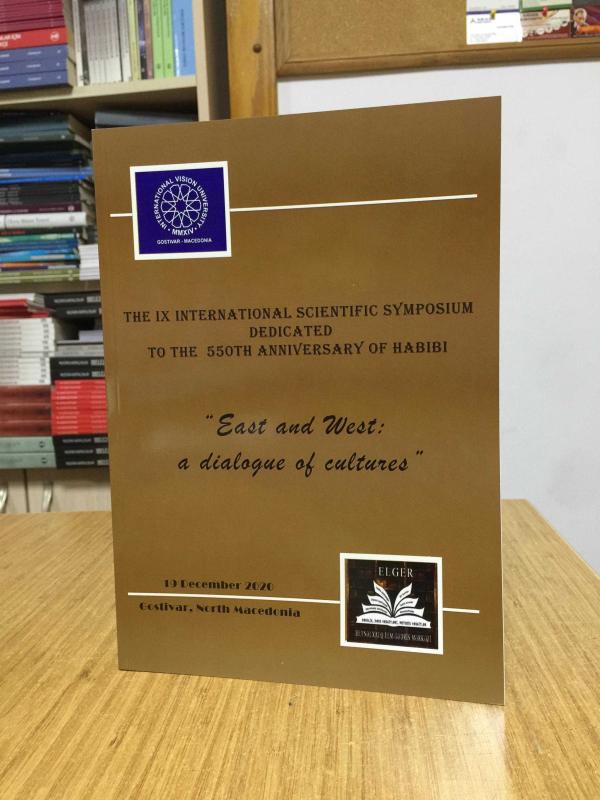 INTERNATIONAL VISION UNIVERSITY
MMXIV
GOSTIVAR - MACEDONIA
THE IX INTERNATIONAL SCIENTIFIC SYMPOSIUM
DEDICATED
TO THE 550TH ANNIVERSARY OF HABIBI
"East and West:
a dialogue of cultures"
19 December 2020
Gostivar, North Macedonia
ELGER